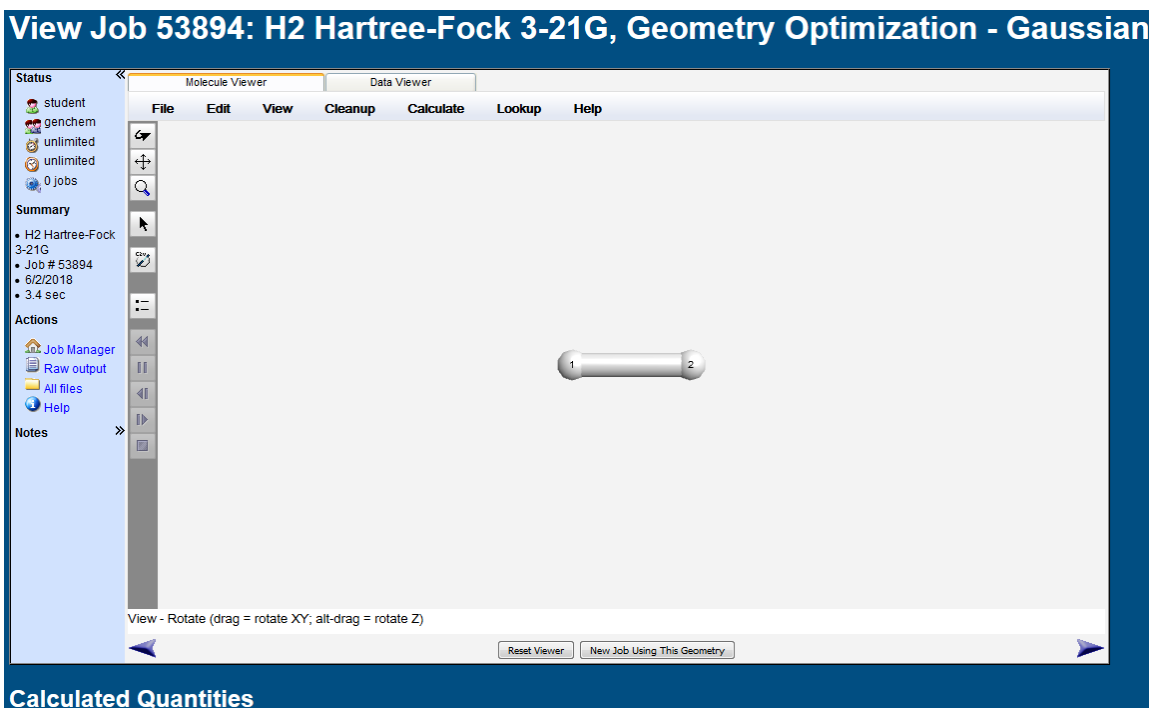 View Job 53894: H2 Hartree-Fock 3-21G, Geometry Optimization - Gaussian
Status
student
genchem
unlimited
unlimited
0 jobs
Summary
• H2 Hartree-Fock
3-21G
• Job # 53894
• 6/2/2018
• 3.4 sec
Actions
Job Manager
Raw output
All files
Help
Notes
Molecule Viewer Data Viewer
File Edit View Cleanup Calculate Lookup Help
1 2
View - Rotate (drag = rotate XY; alt-drag = rotate Z)
Reset Viewer New Job Using This Geometry
Calculated Quantities